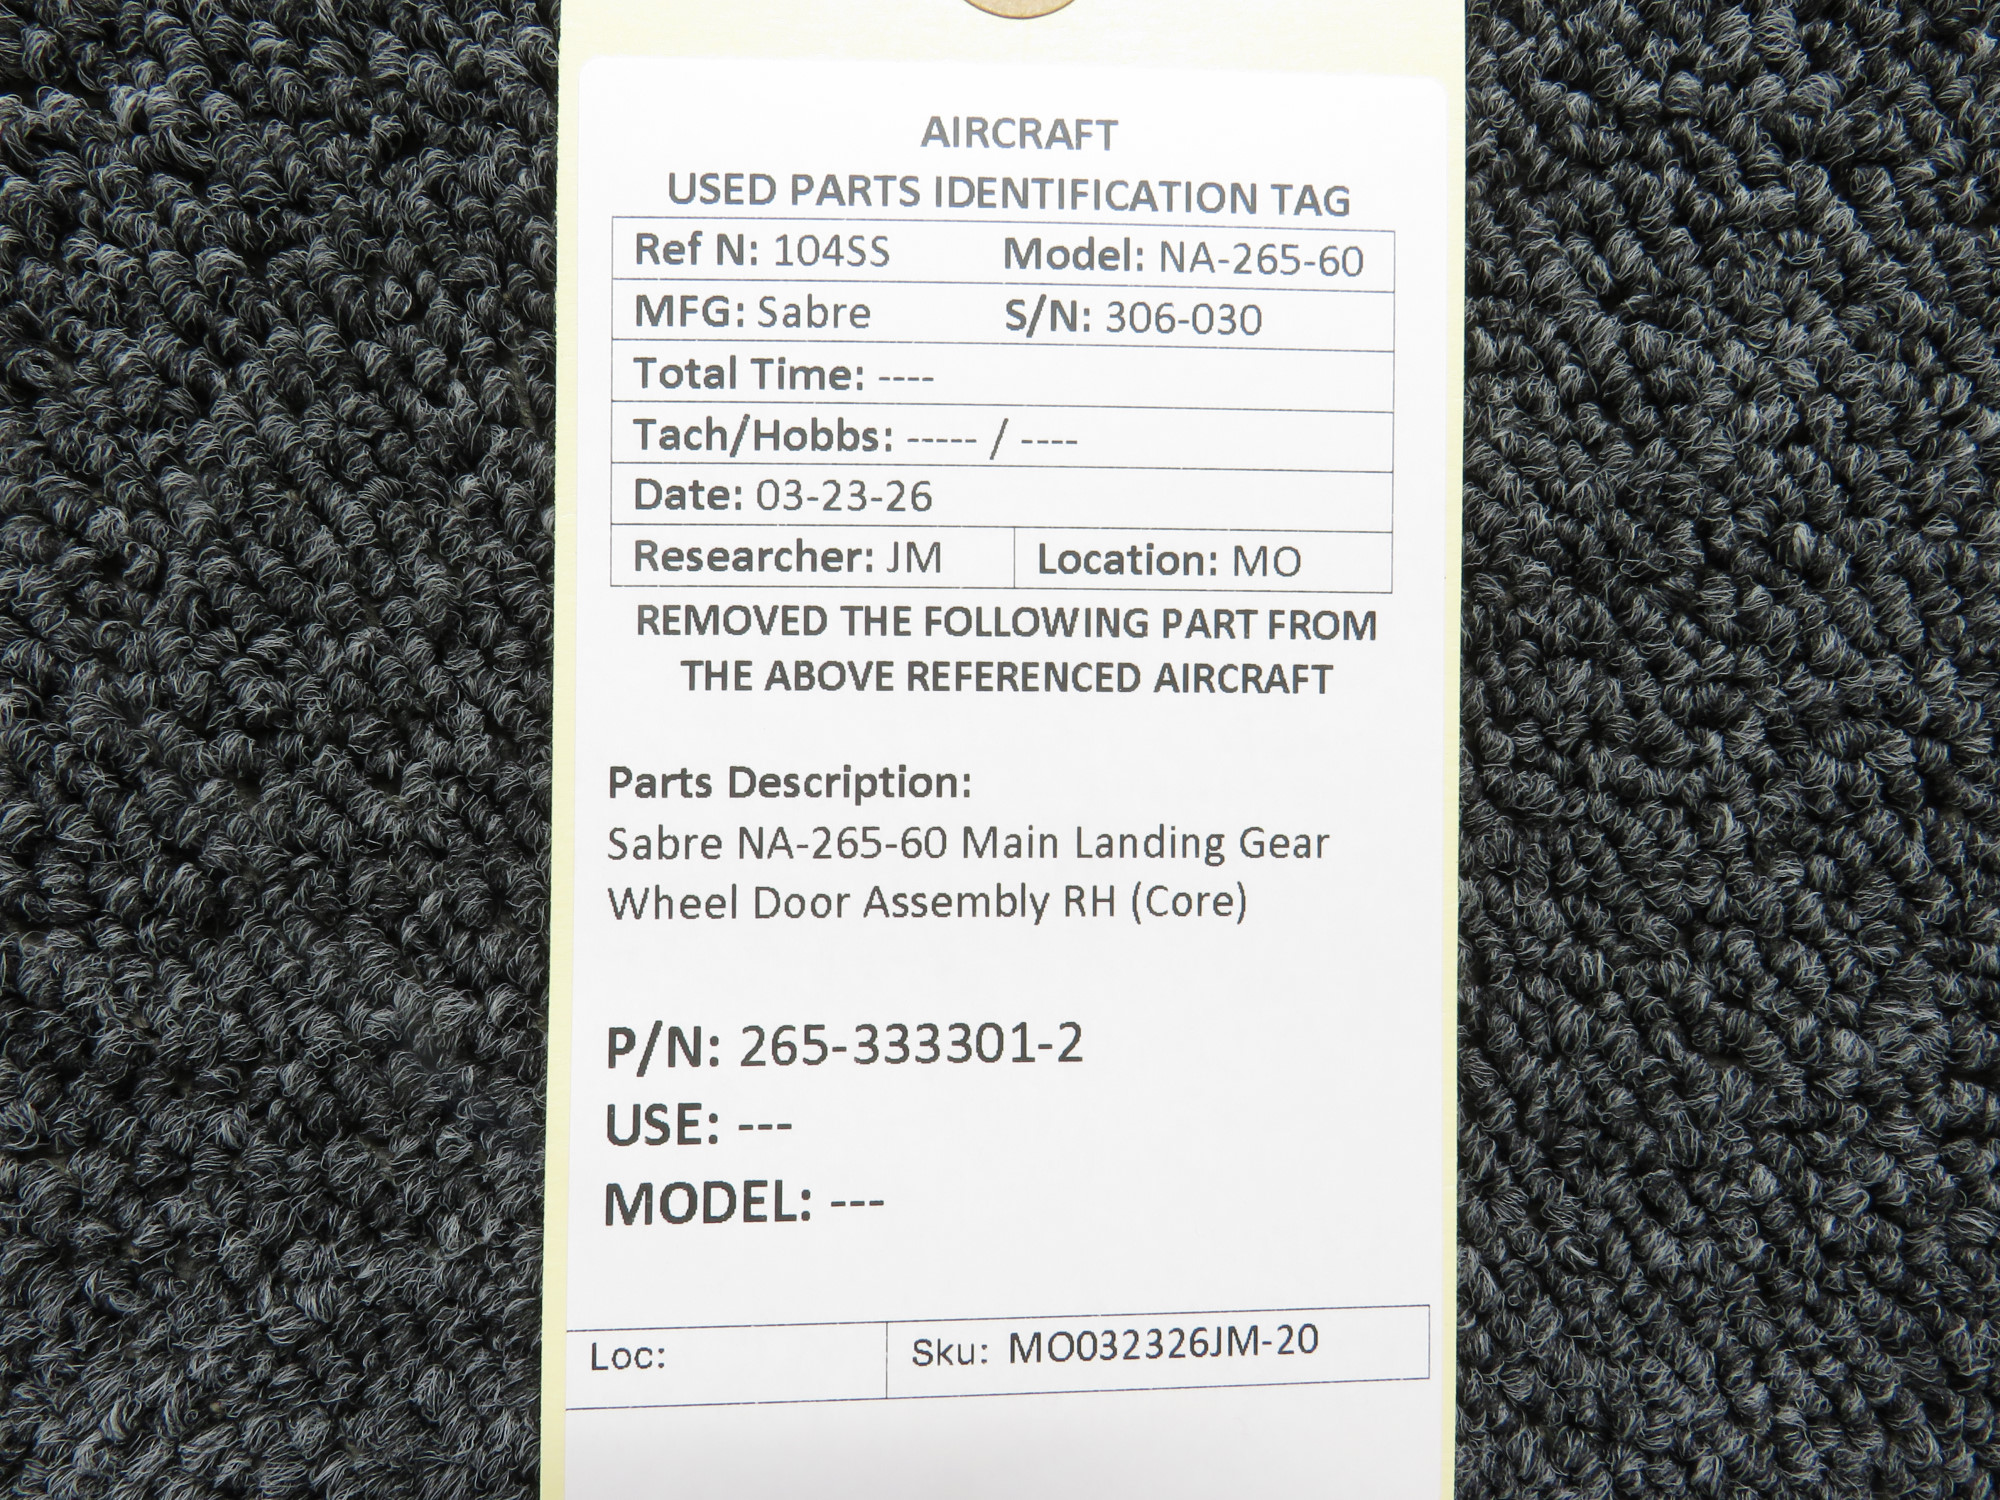 AIRCRAFT
USED PARTS IDENTIFICATION TAG
Ref N: 104SS Model: NA-265-60
MFG: Sabre S/N: 306-030
Total Time: ----
Tach/Hobbs: ----- / ----
Date: 03-23-26
Researcher: JM Location: MO
REMOVED THE FOLLOWING PART FROM
THE ABOVE REFERENCED AIRCRAFT
Parts Description:
Sabre NA-265-60 Main Landing Gear
Wheel Door Assembly RH (Core)
P/N: 265-333301-2
USE: ---
MODEL: ---
Loc: Sku: MO032326JM-20